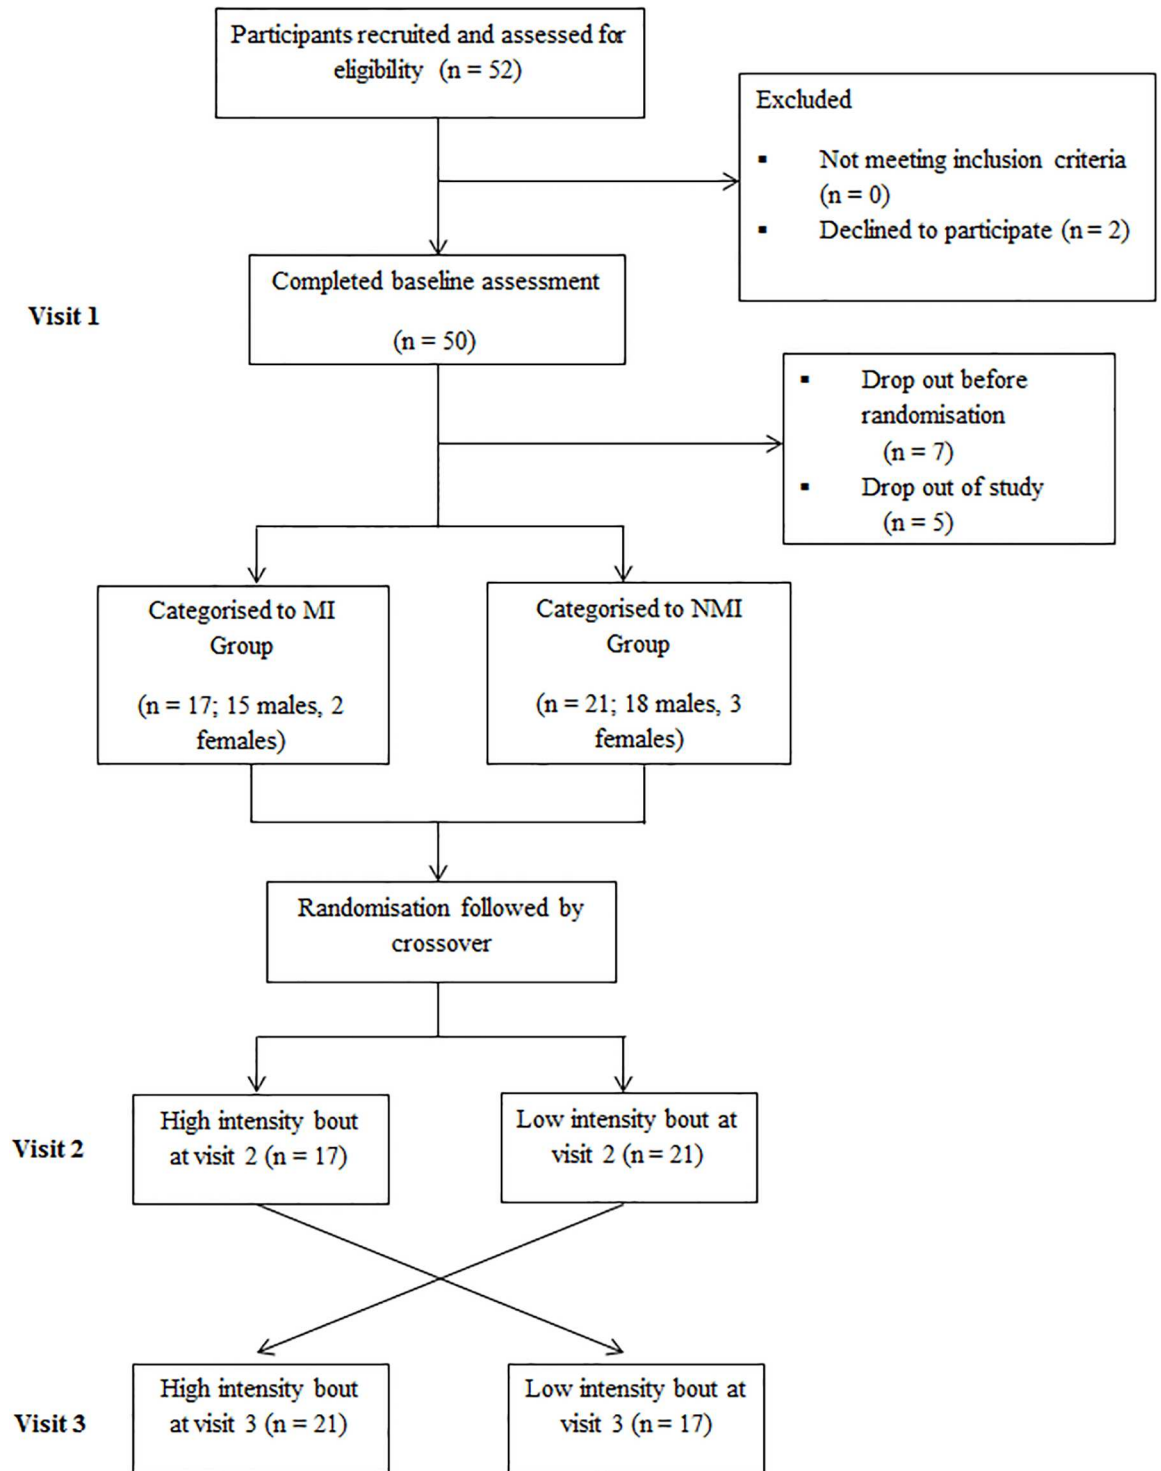 Participants recruited and assessed for
eligibility (n = 52)
Excluded
▪ Not meeting inclusion criteria
(n = 0)
▪ Declined to participate (n = 2)
Visit 1
Completed baseline assessment
(n = 50)
▪ Drop out before
randomisation
(n = 7)
▪ Drop out of study
(n = 5)
Categorised to MI
Group
(n = 17; 15 males, 2
females)
Categorised to NMI
Group
(n = 21; 18 males, 3
females)
Randomisation followed by
crossover
Visit 2
High intensity bout
at visit 2 (n = 17)
Low intensity bout at
visit 2 (n = 21)
Visit 3
High intensity bout
at visit 3 (n = 21)
Low intensity bout at
visit 3 (n = 17)